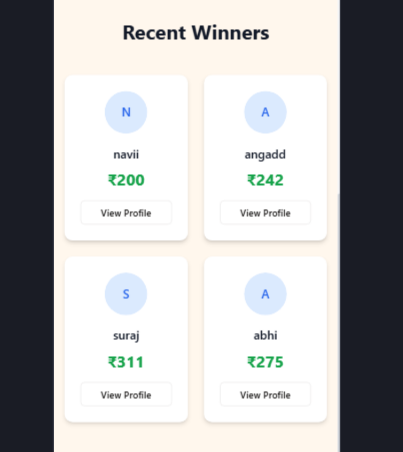 Recent Winners
N
A
navii
angadd
₹200
₹242
View Profile
View Profile
S
A
suraj
abhi
₹311
₹275
View Profile
View Profile